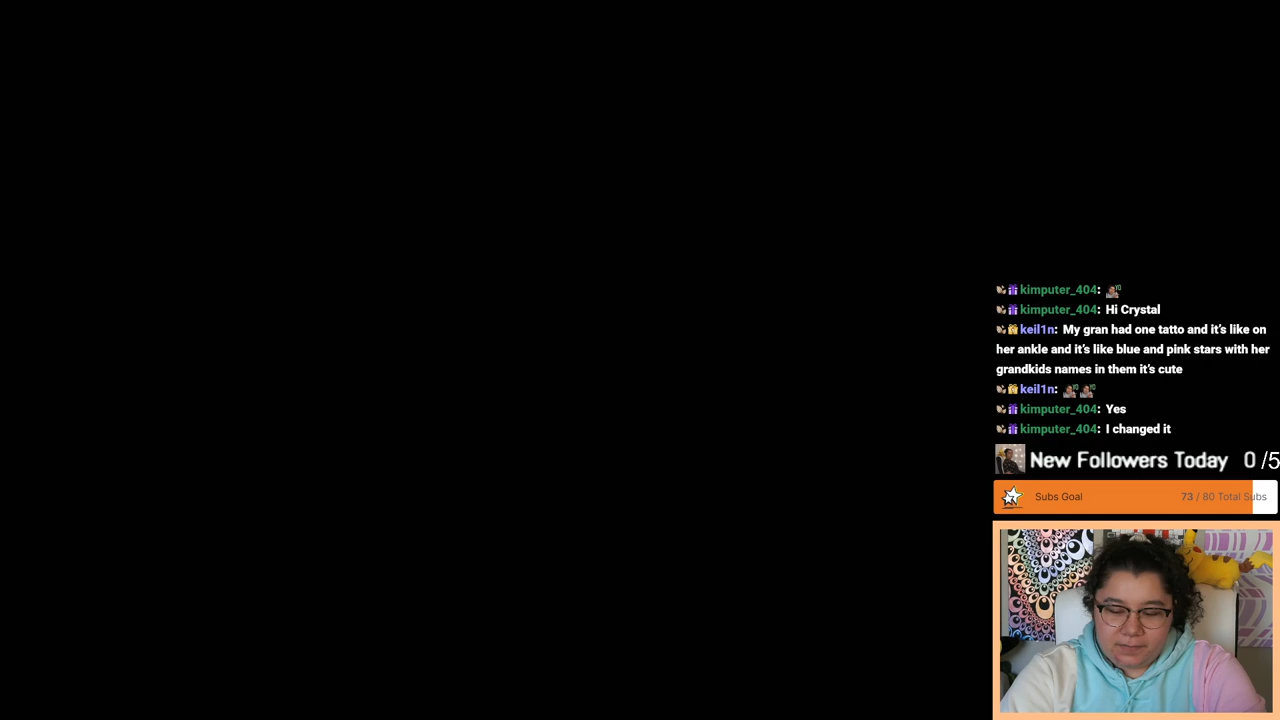 kimputer_404:
kimputer_404: Hi Crystal
keil1n: My gran had one tatto and it’s like on
her ankle and it’s like blue and pink stars with her
grandkids names in them it’s cute
keil1n:
kimputer_404: Yes
kimputer_404: I changed it
New Followers Today 0 /5
Subs Goal 73 / 80 Total Subs